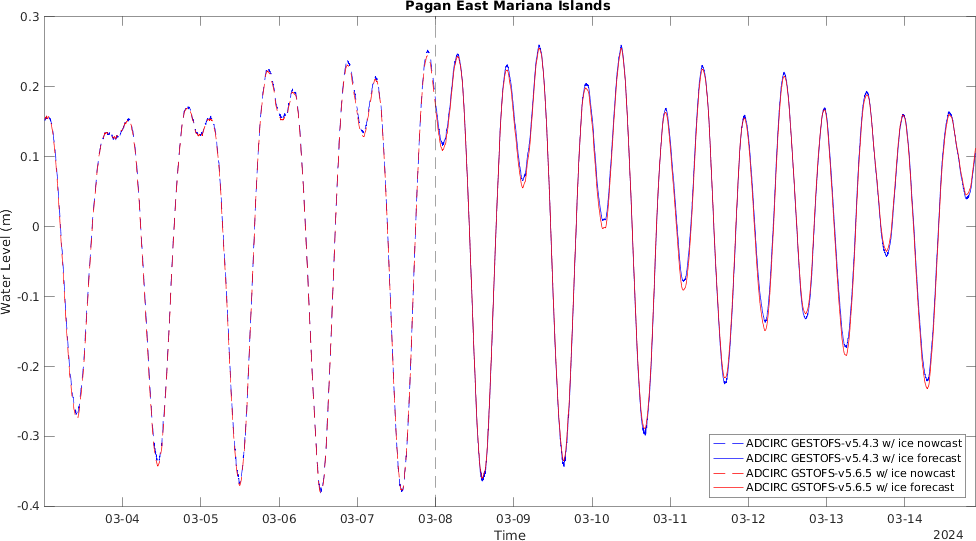 Pagan East Mariana Islands
0.3
0.2
0.1
0
-0.1
-0.2
-0.3
-0.4
Water Level (m)
ADCIRC GESTOFS-v5.4.3 w/ ice nowcast
ADCIRC GESTOFS-v5.4.3 w/ ice forecast
ADCIRC GSTOFS-v5.6.5 w/ ice nowcast
ADCIRC GSTOFS-v5.6.5 w/ ice forecast
03-04 03-05 03-06 03-07 03-08 03-09 03-10 03-11 03-12 03-13 03-14
Time
2024